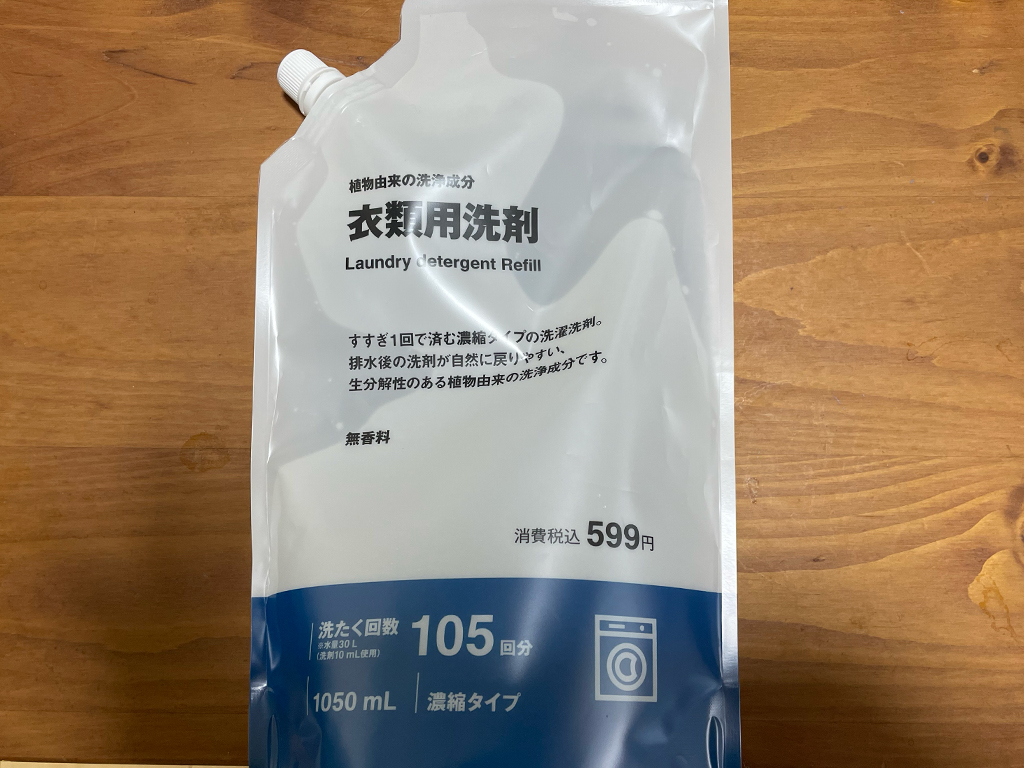 植物由来の洗浄成分
衣類用洗剤
Laundry detergent Refill
すすぎ1回で済む濃縮タイプの洗濯洗剤。
排水後の洗剤が自然に戻りやすい、
生分解性のある植物由来の洗浄成分です。
無香料
消費税込 599円
洗たく回数 105回分
※水量30L
(洗剤10mL使用)
1050 mL 濃縮タイプ